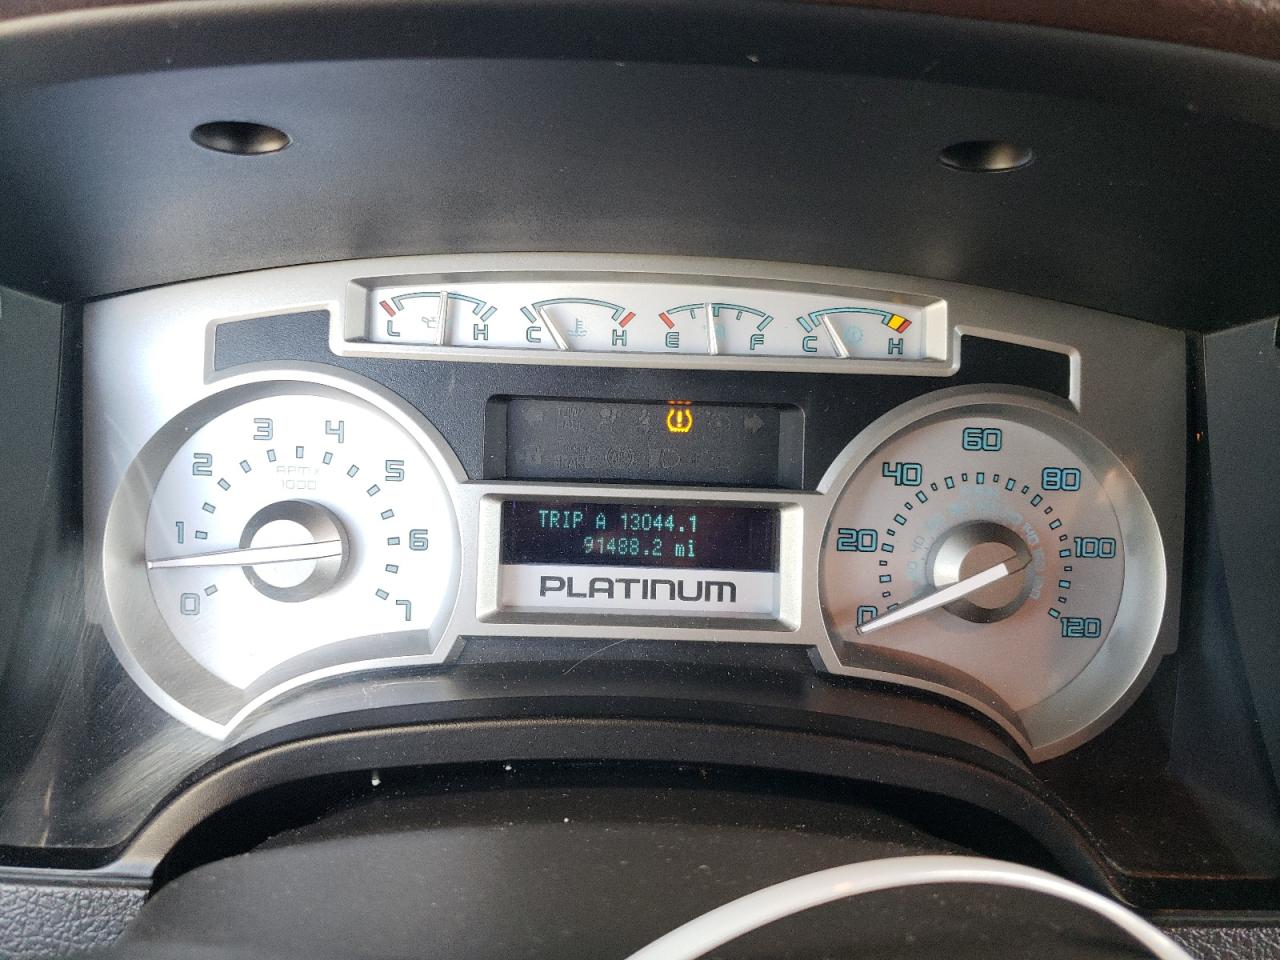 L H C H E F C H
0 1 2 3 4 5 6 7
RPM X
1000
TRIP A 13044.1
91488.2 mi
PLATINUM
0 20 40 60 80 100 120